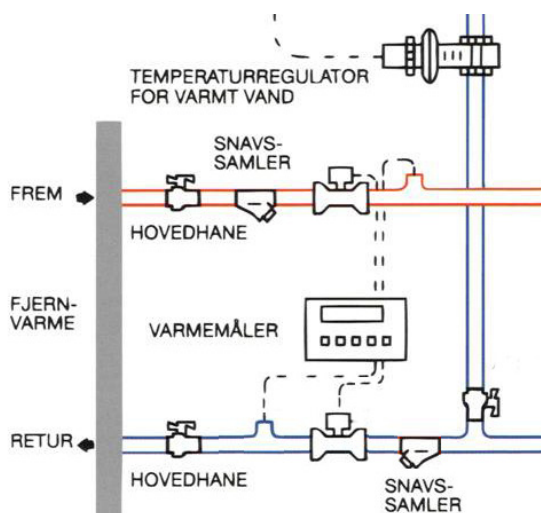 TEMPERATURREGULATOR
FOR VARMT VAND
SNAVS-
SAMLER
FREM
HOVEDHANE
FJERN-
VARME
VARMEMÅLER
RETUR
HOVEDHANE
SNAVS-
SAMLER